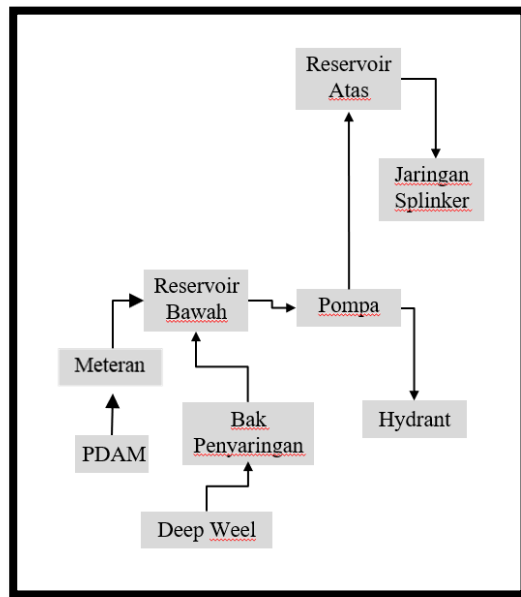 Reservoir
Atas
Jaringan
Splinker
Reservoir
Bawah
Pompa
Meteran
Hydrant
Bak
Penyaringan
PDAM
Deep Weel